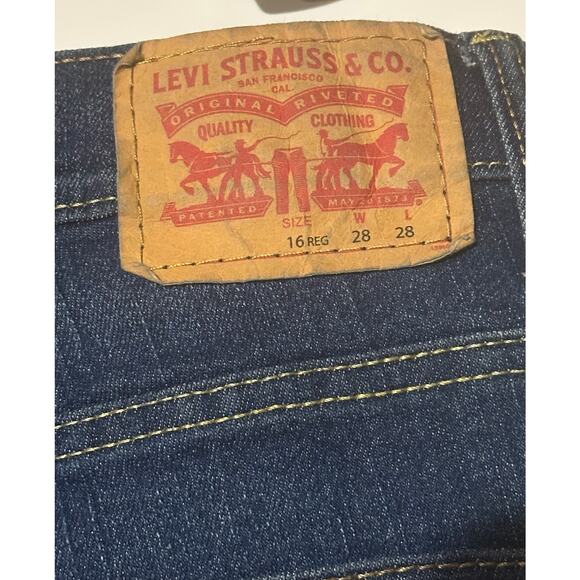 LEVI STRAUSS & CO.
SAN FRANCISCO
CAL.
ORIGINAL RIVETED
QUALITY CLOTHING
PATENTED MAY 20 1873
SIZE W L
16 REG 28 28